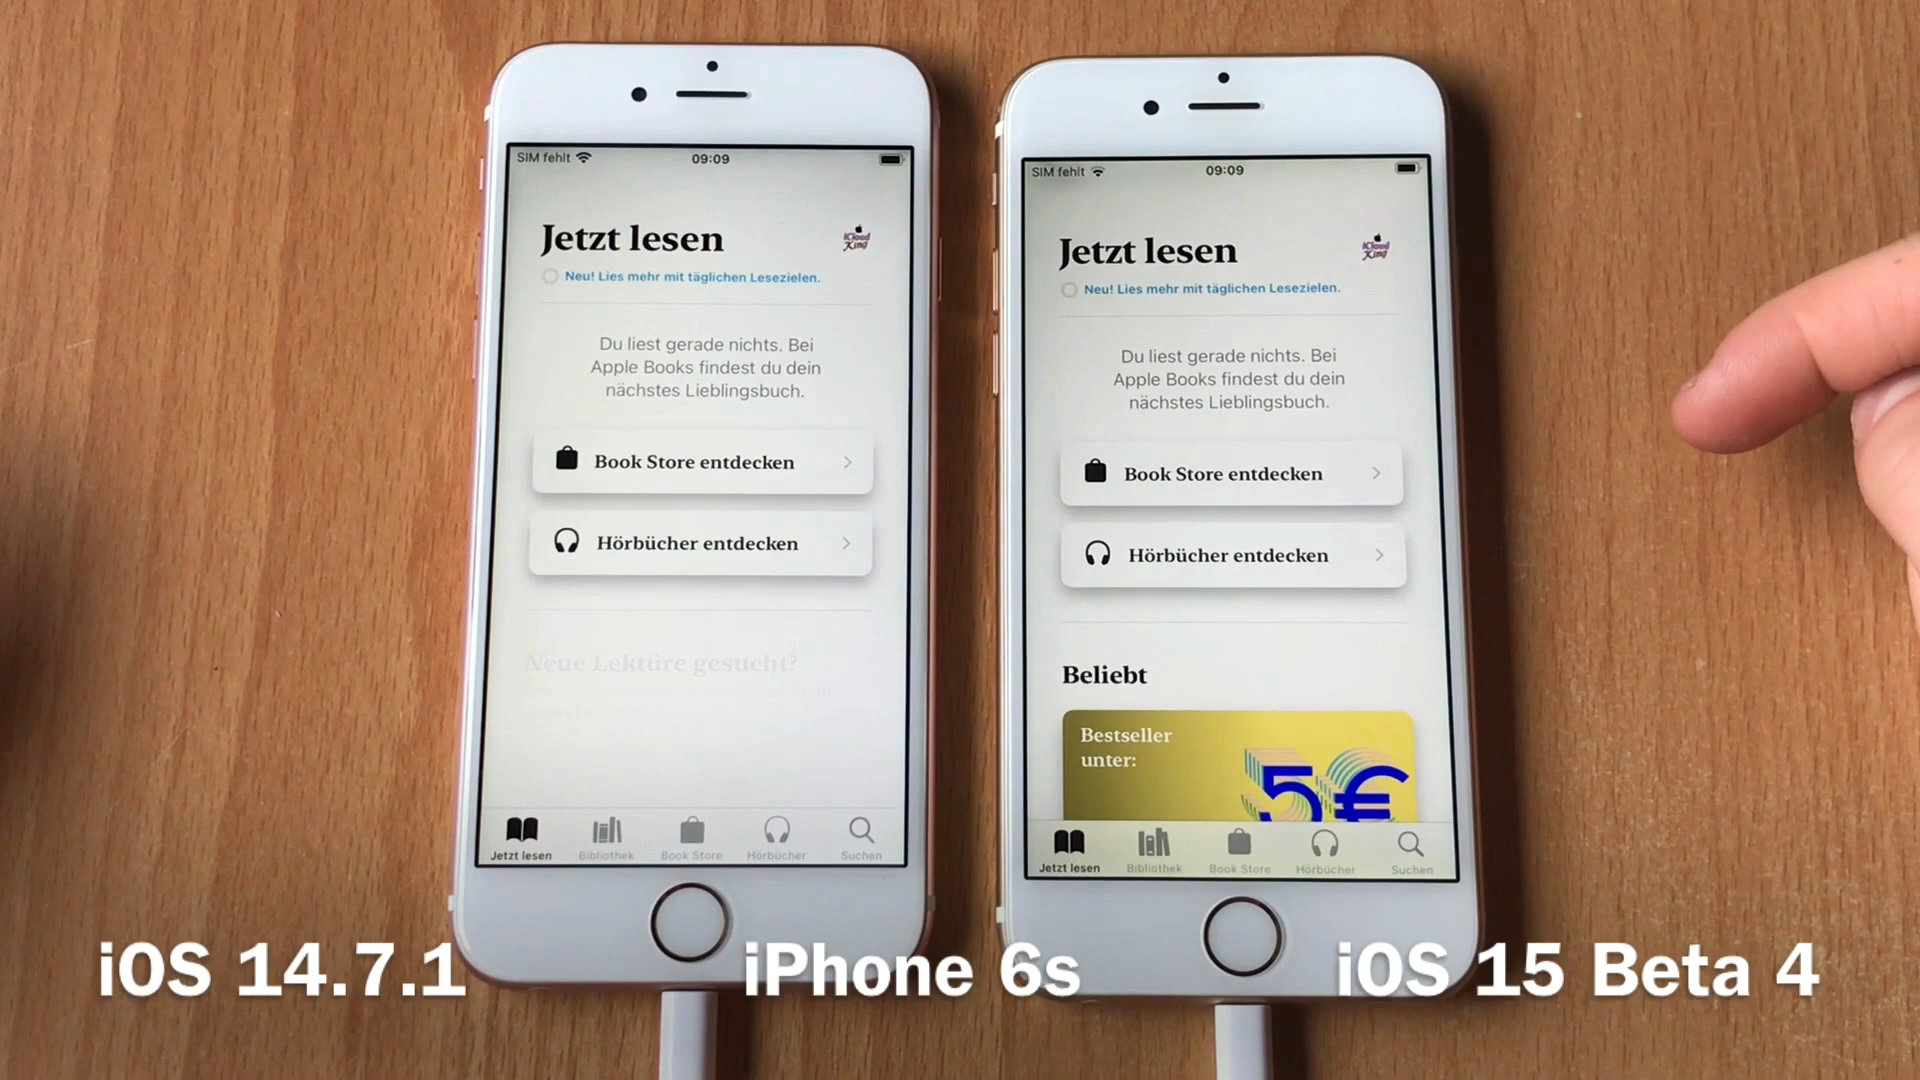 SIM fehlt
09:09
Jetzt lesen
iCloud
King
Neu! Lies mehr mit täglichen Lesezielen.
Du liest gerade nichts. Bei
Apple Books findest du dein
nächstes Lieblingsbuch.
Book Store entdecken
Hörbücher entdecken
Neue Lektüre gesucht?
Jetzt lesen
Bibliothek
Book Store
Hörbücher
Suchen
SIM fehlt
09:09
Jetzt lesen
iCloud
King
Neu! Lies mehr mit täglichen Lesezielen.
Du liest gerade nichts. Bei
Apple Books findest du dein
nächstes Lieblingsbuch.
Book Store entdecken
Hörbücher entdecken
Beliebt
Bestseller
unter:
5€
Jetzt lesen
Bibliothek
Book Store
Hörbücher
Suchen
iOS 14.7.1
iPhone 6s
iOS 15 Beta 4